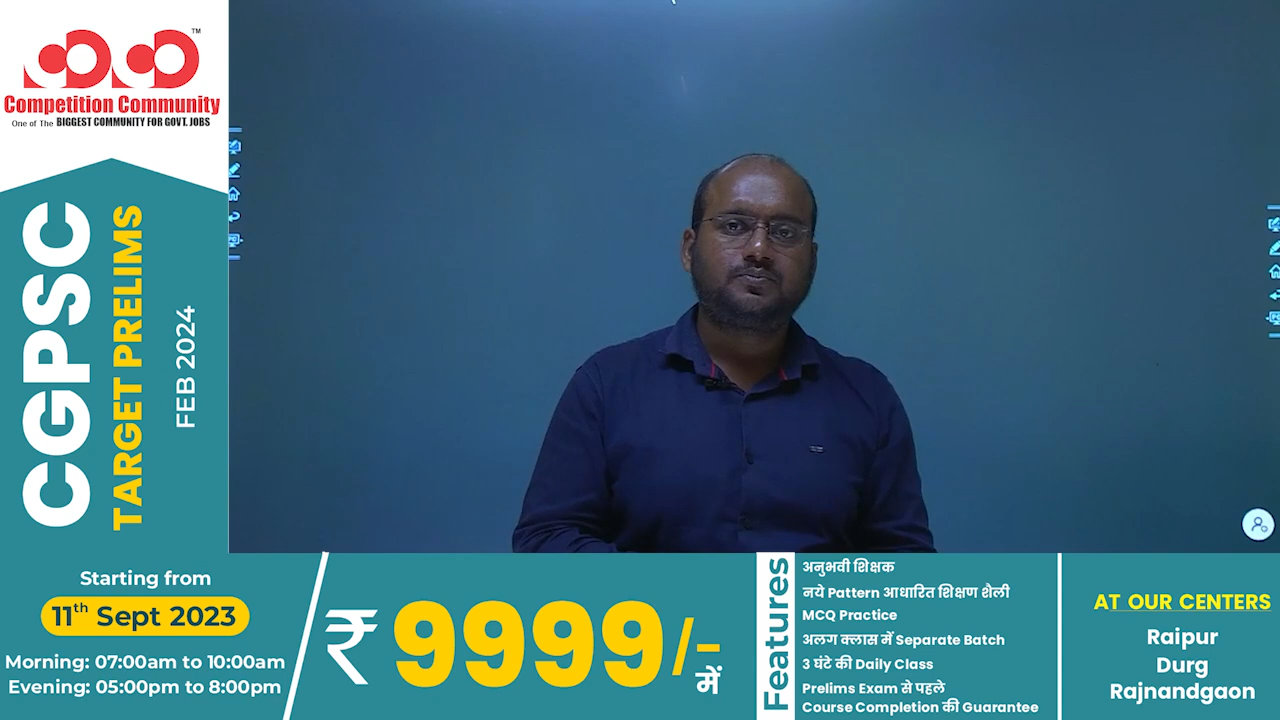 TM
Competition Community
One of The BIGGEST COMMUNITY FOR GOVT. JOBS
CGPSC
TARGET PRELIMS
FEB 2024
Starting from
11th Sept 2023
Morning: 07:00am to 10:00am
Evening: 05:00pm to 8:00pm
₹ 9999/- में
Features
अनुभवी शिक्षक
नये Pattern आधारित शिक्षण शैली
MCQ Practice
अलग क्लास में Separate Batch
3 घंटे की Daily Class
Prelims Exam से पहले
Course Completion की Guarantee
AT OUR CENTERS
Raipur
Durg
Rajnandgaon